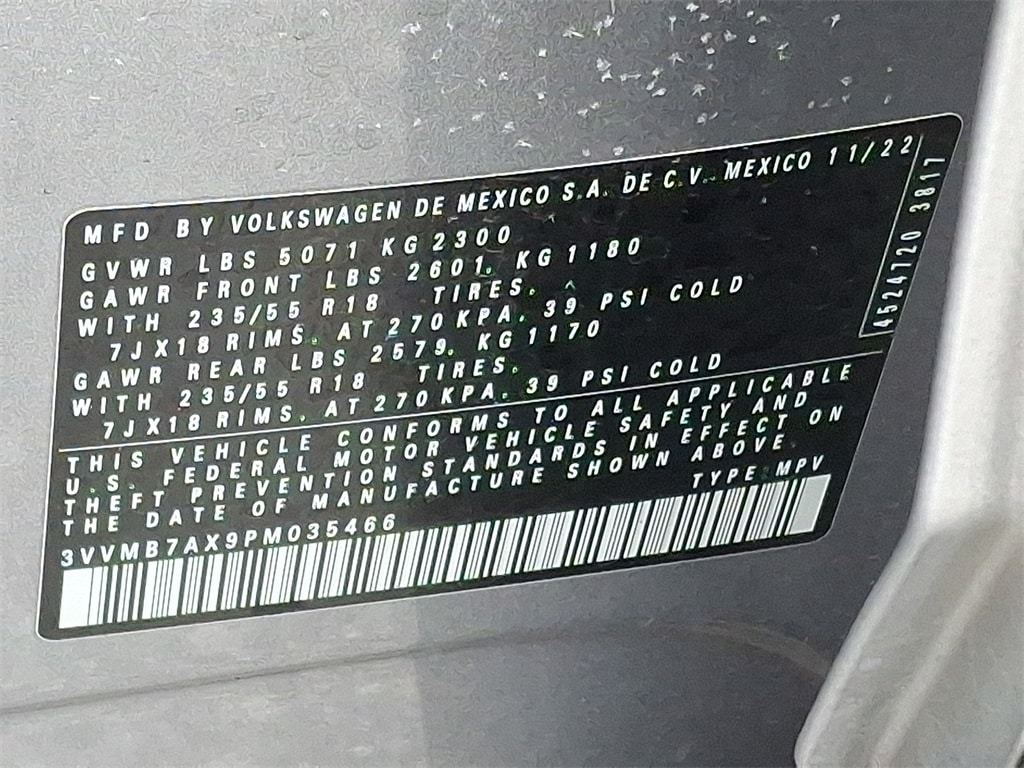 MFD BY VOLKSWAGEN DE MEXICO S.A. DE C.V. MEXICO 11/22
GVWR LBS 5071 KG 2300
GAWR FRONT LBS 2601, KG 1180
WITH 235/55 R18 TIRES,
7JX18 RIMS, AT 270 KPA, 39 PSI COLD
GAWR REAR LBS 2579, KG 1170
WITH 235/55 R18 TIRES,
7JX18 RIMS, AT 270 KPA, 39 PSI COLD
THIS VEHICLE CONFORMS TO ALL APPLICABLE
U.S. FEDERAL MOTOR VEHICLE SAFETY AND
THEFT PREVENTION STANDARDS IN EFFECT ON
THE DATE OF MANUFACTURE SHOWN ABOVE
3VVMB7AX9PM035466 TYPE: MPV
4524720 3817